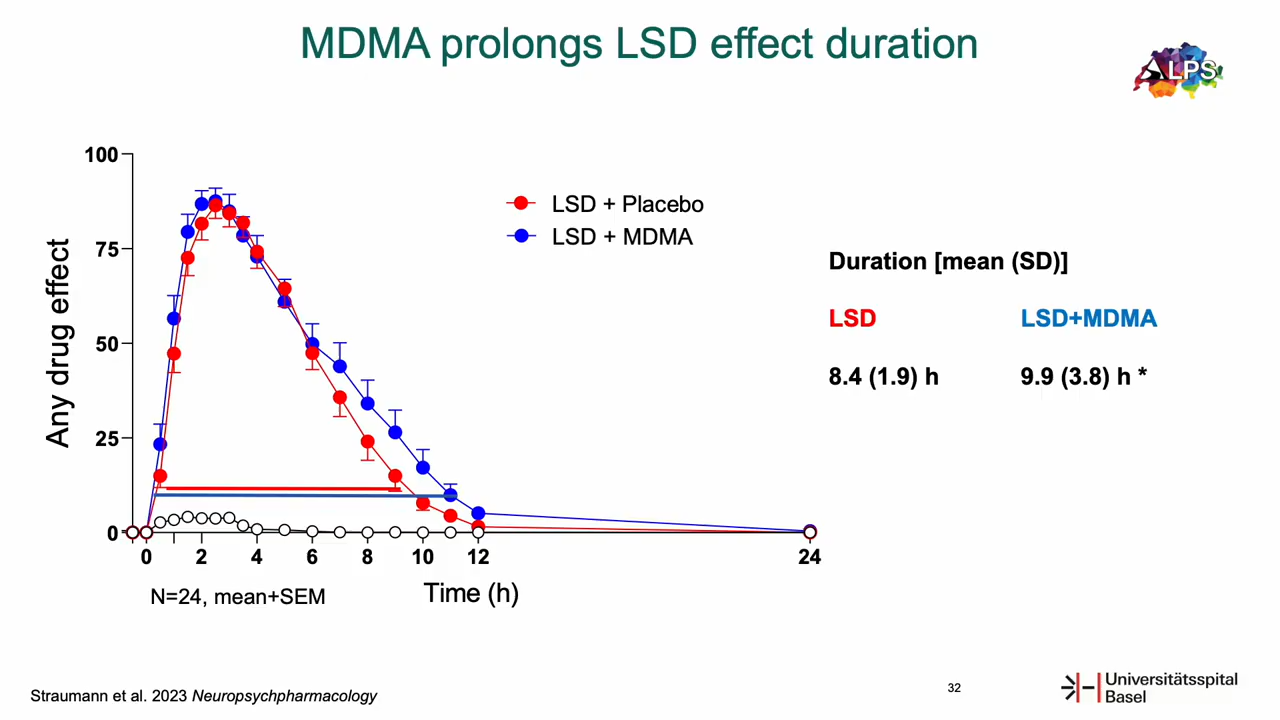 MDMA prolongs LSD effect duration
ALPS
100
75
50
25
0
Any drug effect
LSD + Placebo
LSD + MDMA
Duration [mean (SD)]
LSD LSD+MDMA
8.4 (1.9) h 9.9 (3.8) h *
0 2 4 6 8 10 12 24
Time (h)
N=24, mean+SEM
Straumann et al. 2023 Neuropsychpharmacology
32
Universitätsspital
Basel